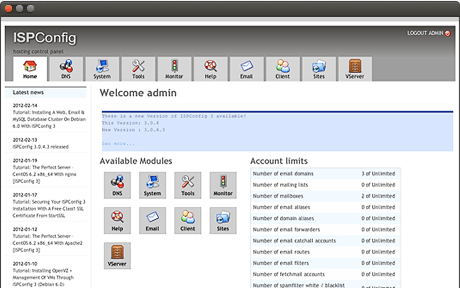 ISPConfig
hosting control panel
LOGOUT ADMIN
Home
DNS
System
Tools
Monitor
Help
Email
Client
Sites
VServer
Latest news
2012-02-14
Tutorial: Installing A Web, Email &
MySQL Database Cluster On Debian
6.0 With ISPConfig 3
2012-02-13
ISPConfig 3.0.4.3 released
2012-01-19
Tutorial: The Perfect Server -
CentOS 6.2 x86_64 With nginx
[ISPConfig 3]
2012-01-17
Tutorial: Securing Your ISPConfig 3
Installation With A Free Class1 SSL
Certificate From StartSSL
2012-01-12
Tutorial: The Perfect Server -
CentOS 6.2 x86_64 With Apache2
[ISPConfig 3]
2012-01-10
Tutorial: Installing OpenVZ +
Management Of VMs Through
ISPConfig 3 (Debian 6.0)
Welcome admin
There is a new Version of ISPConfig 3 available!
This Version: 3.0.4
New Version : 3.0.4.3
See More...
Available Modules
DNS
System
Tools
Monitor
Help
Email
Client
Sites
VServer
Account limits
Number of email domains 3 of Unlimited
Number of mailing lists 0 of Unlimited
Number of mailboxes 2 of Unlimited
Number of email aliases 0 of Unlimited
Number of domain aliases 0 of Unlimited
Number of email forwarders 0 of Unlimited
Number of email catchall accounts 0 of Unlimited
Number of email routes 0 of Unlimited
Number of email filters 0 of Unlimited
Number of fetchmail accounts 0 of Unlimited
Number of spamfilter white / blacklist 0 of Unlimited